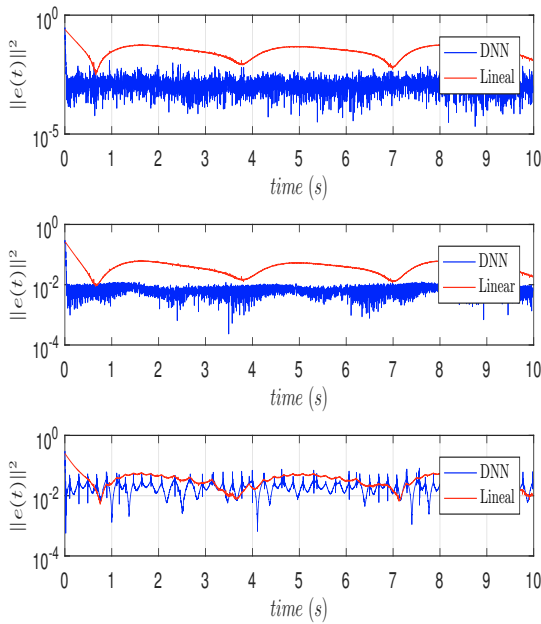 10^0
||e(t)||^2
10^-5
DNN
Lineal
0 1 2 3 4 5 6 7 8 9 10
time (s)
10^0
||e(t)||^2
10^-2
10^-4
DNN
Linear
0 1 2 3 4 5 6 7 8 9 10
time (s)
10^0
||e(t)||^2
10^-2
10^-4
DNN
Lineal
0 1 2 3 4 5 6 7 8 9 10
time (s)